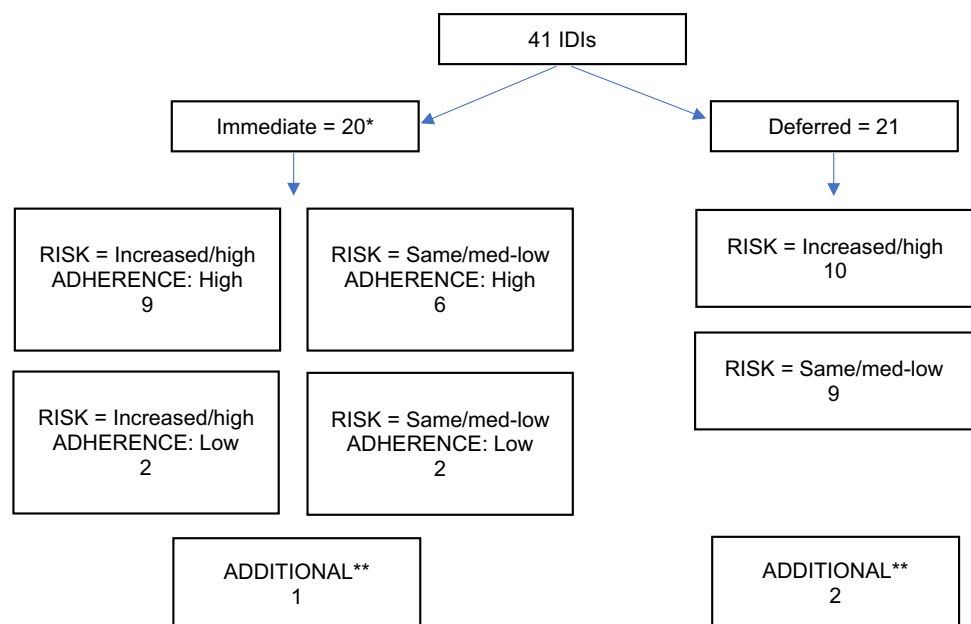 41 IDIs
Immediate = 20*
Deferred = 21
RISK = Increased/high
ADHERENCE: High
9
RISK = Same/med-low
ADHERENCE: High
6
RISK = Increased/high
10
RISK = Increased/high
ADHERENCE: Low
2
RISK = Same/med-low
ADHERENCE: Low
2
RISK = Same/med-low
9
ADDITIONAL**
1
ADDITIONAL**
2